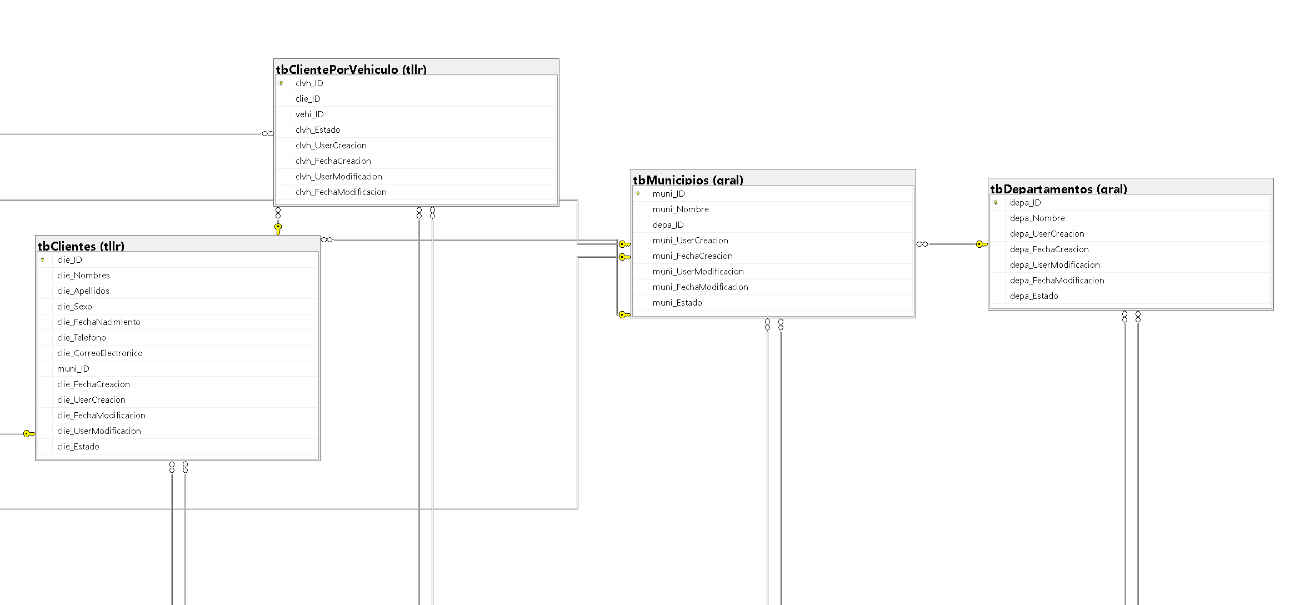 tbClientePorVehiculo (tllr)
clvh_ID
clie_ID
vehi_ID
clvh_Estado
clvh_UserCreacion
clvh_FechaCreacion
clvh_UserModificacion
clvh_FechaModificacion
tbClientes (tllr)
clie_ID
clie_Nombres
clie_Apellidos
clie_Sexo
clie_FechaNacimiento
clie_Telefono
clie_CorreoElectronico
muni_ID
clie_FechaCreacion
clie_UserCreacion
clie_FechaModificacion
clie_UserModificacion
clie_Estado
tbMunicipios (gral)
muni_ID
muni_Nombre
depa_ID
muni_UserCreacion
muni_FechaCreacion
muni_UserModificacion
muni_FechaModificacion
muni_Estado
tbDepartamentos (gral)
depa_ID
depa_Nombre
depa_UserCreacion
depa_FechaCreacion
depa_UserModificacion
depa_FechaModificacion
depa_Estado